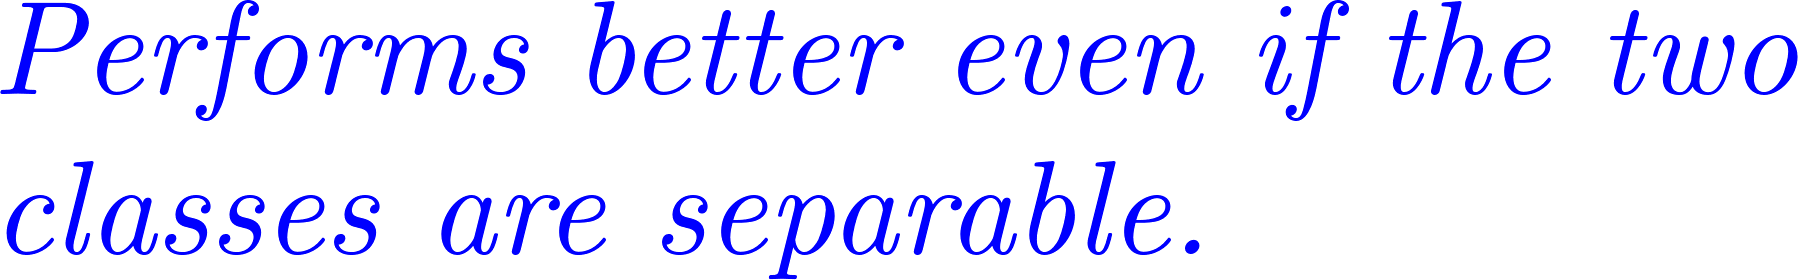 Performs better even if the two
classes are separable.